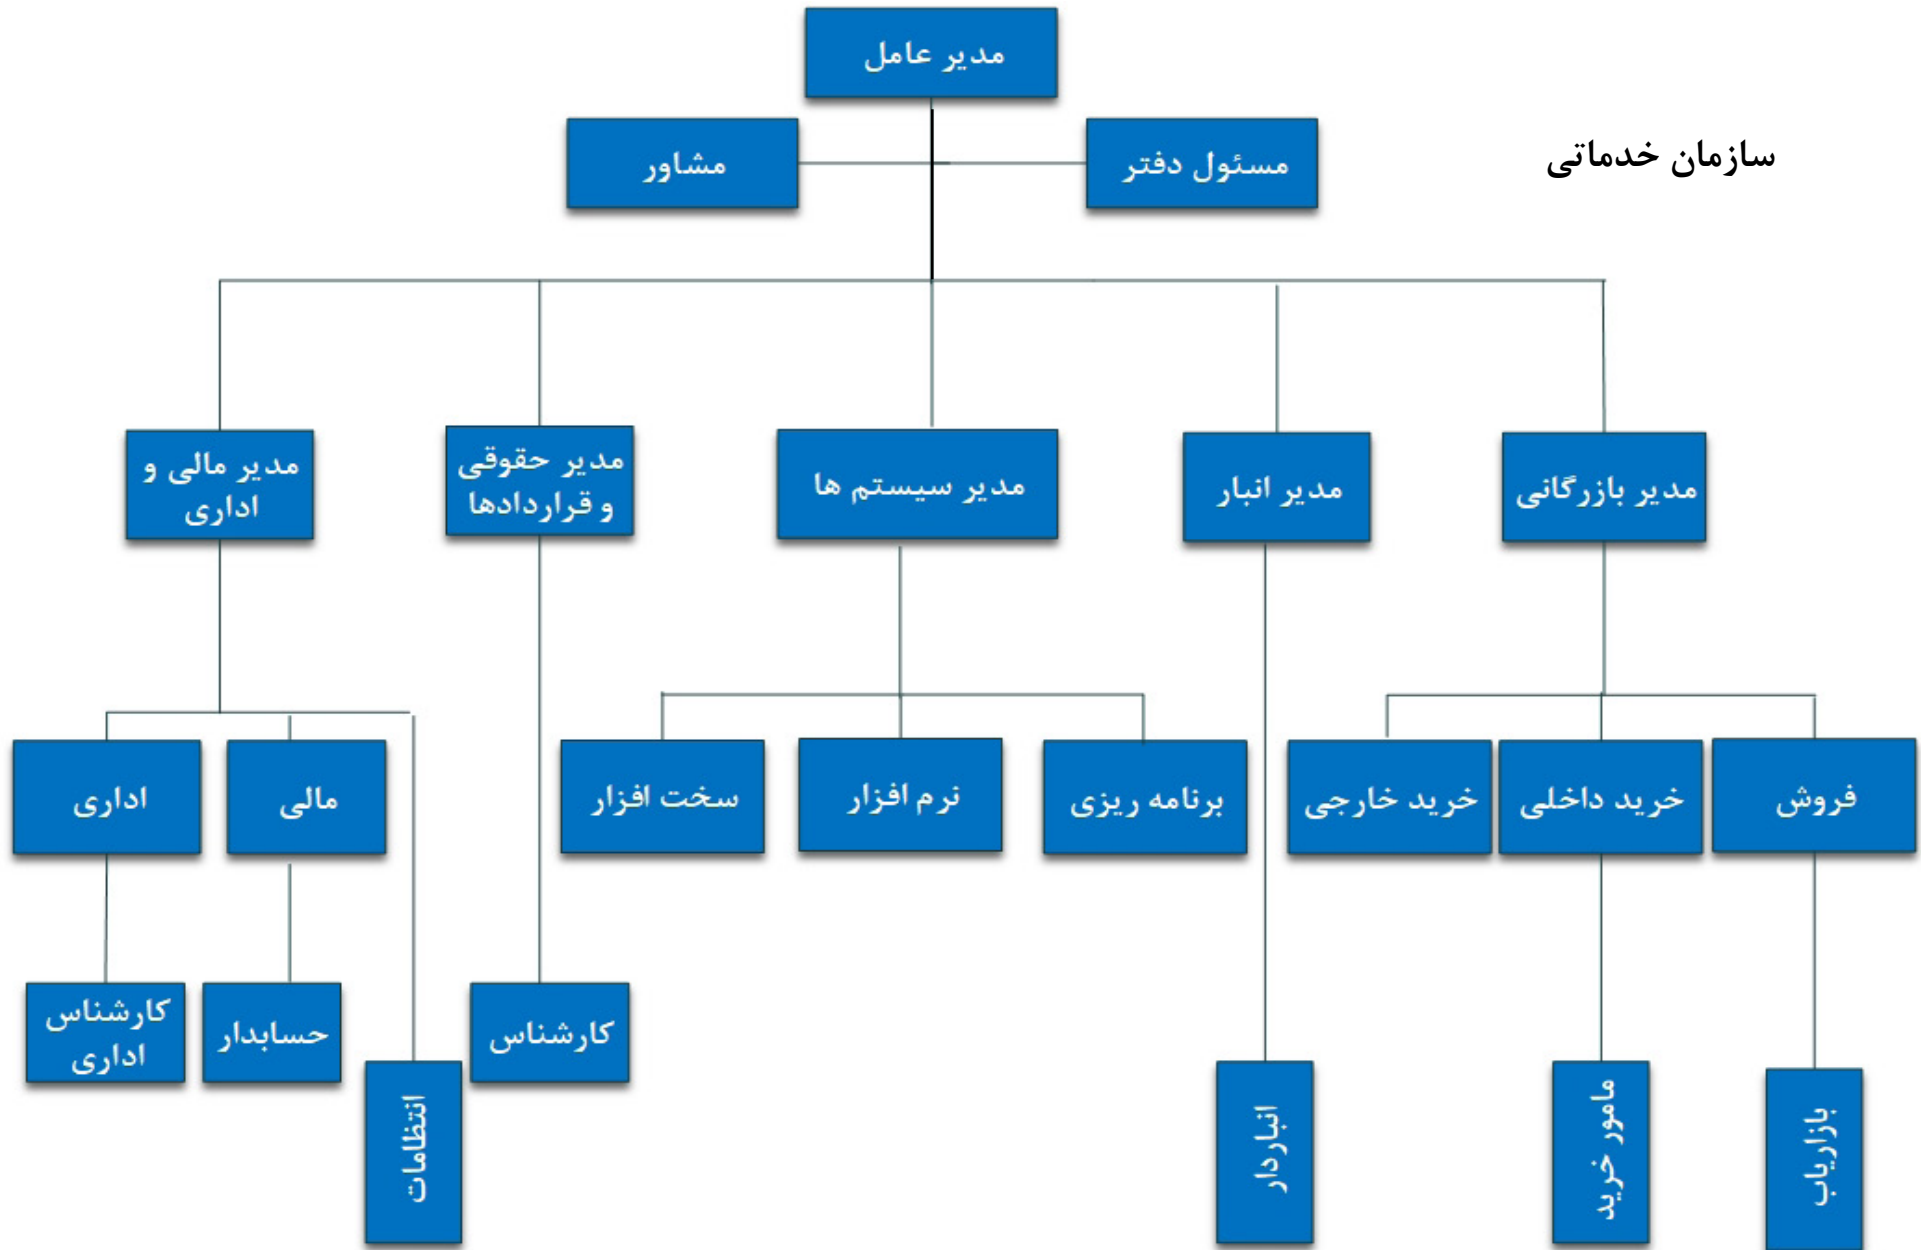 مدیر عامل
سازمان خدماتی
مسئول دفتر
مشاور
مدیر بازرگانی
مدیر انبار
مدیر سیستم ها
مدیر حقوقی
و قراردادها
مدیر مالی و
اداری
فروش
خرید داخلی
خرید خارجی
برنامه ریزی
نرم افزار
سخت افزار
مالی
اداری
بازاریاب
مامور خرید
انباردار
کارشناس
انتظامات
حسابدار
کارشناس
اداری